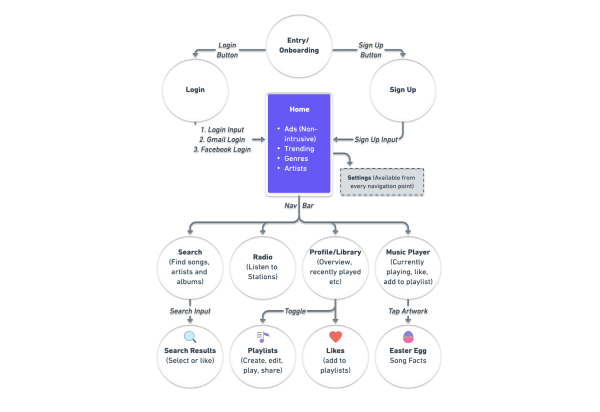 Entry/
Onboarding
Login
Button
Sign Up
Button
Login
Sign Up
Home
• Ads (Non-
intrusive)
• Trending
• Genres
• Artists
1. Login Input
2. Gmail Login
3. Facebook Login
Sign Up Input
Settings (Available from
every navigation point)
Nav Bar
Search
(Find songs,
artists and
albums)
Radio
(Listen to
Stations)
Profile/Library
(Overview,
recently played
etc)
Music Player
(Currently
playing, like,
add to playlist)
Search Input
Toggle
Tap Artwork
Search Results
(Select or like)
Playlists
(Create, edit,
play, share)
Likes
(add to
playlists)
Easter Egg
Song Facts